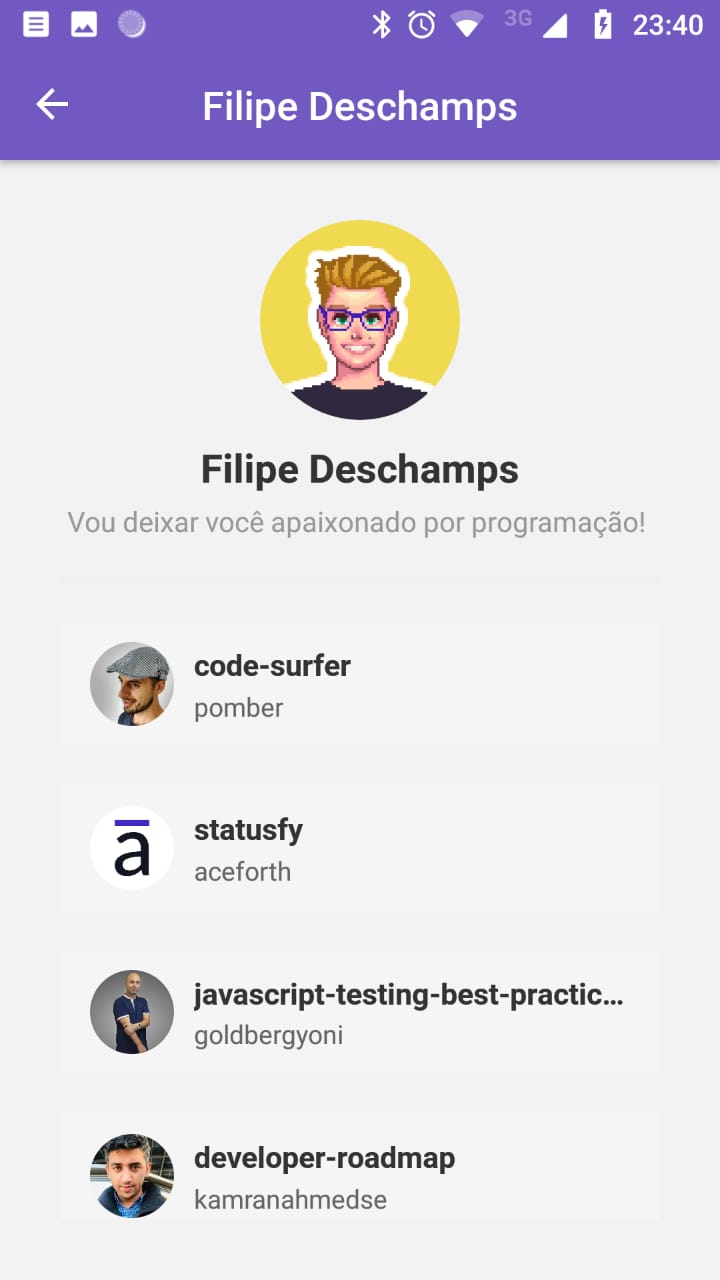 3G 23:40
Filipe Deschamps
Filipe Deschamps
Vou deixar você apaixonado por programação!
code-surfer
pomber
ā
statusfy
aceforth
javascript-testing-best-practic…
goldbergyoni
developer-roadmap
kamranahmedse